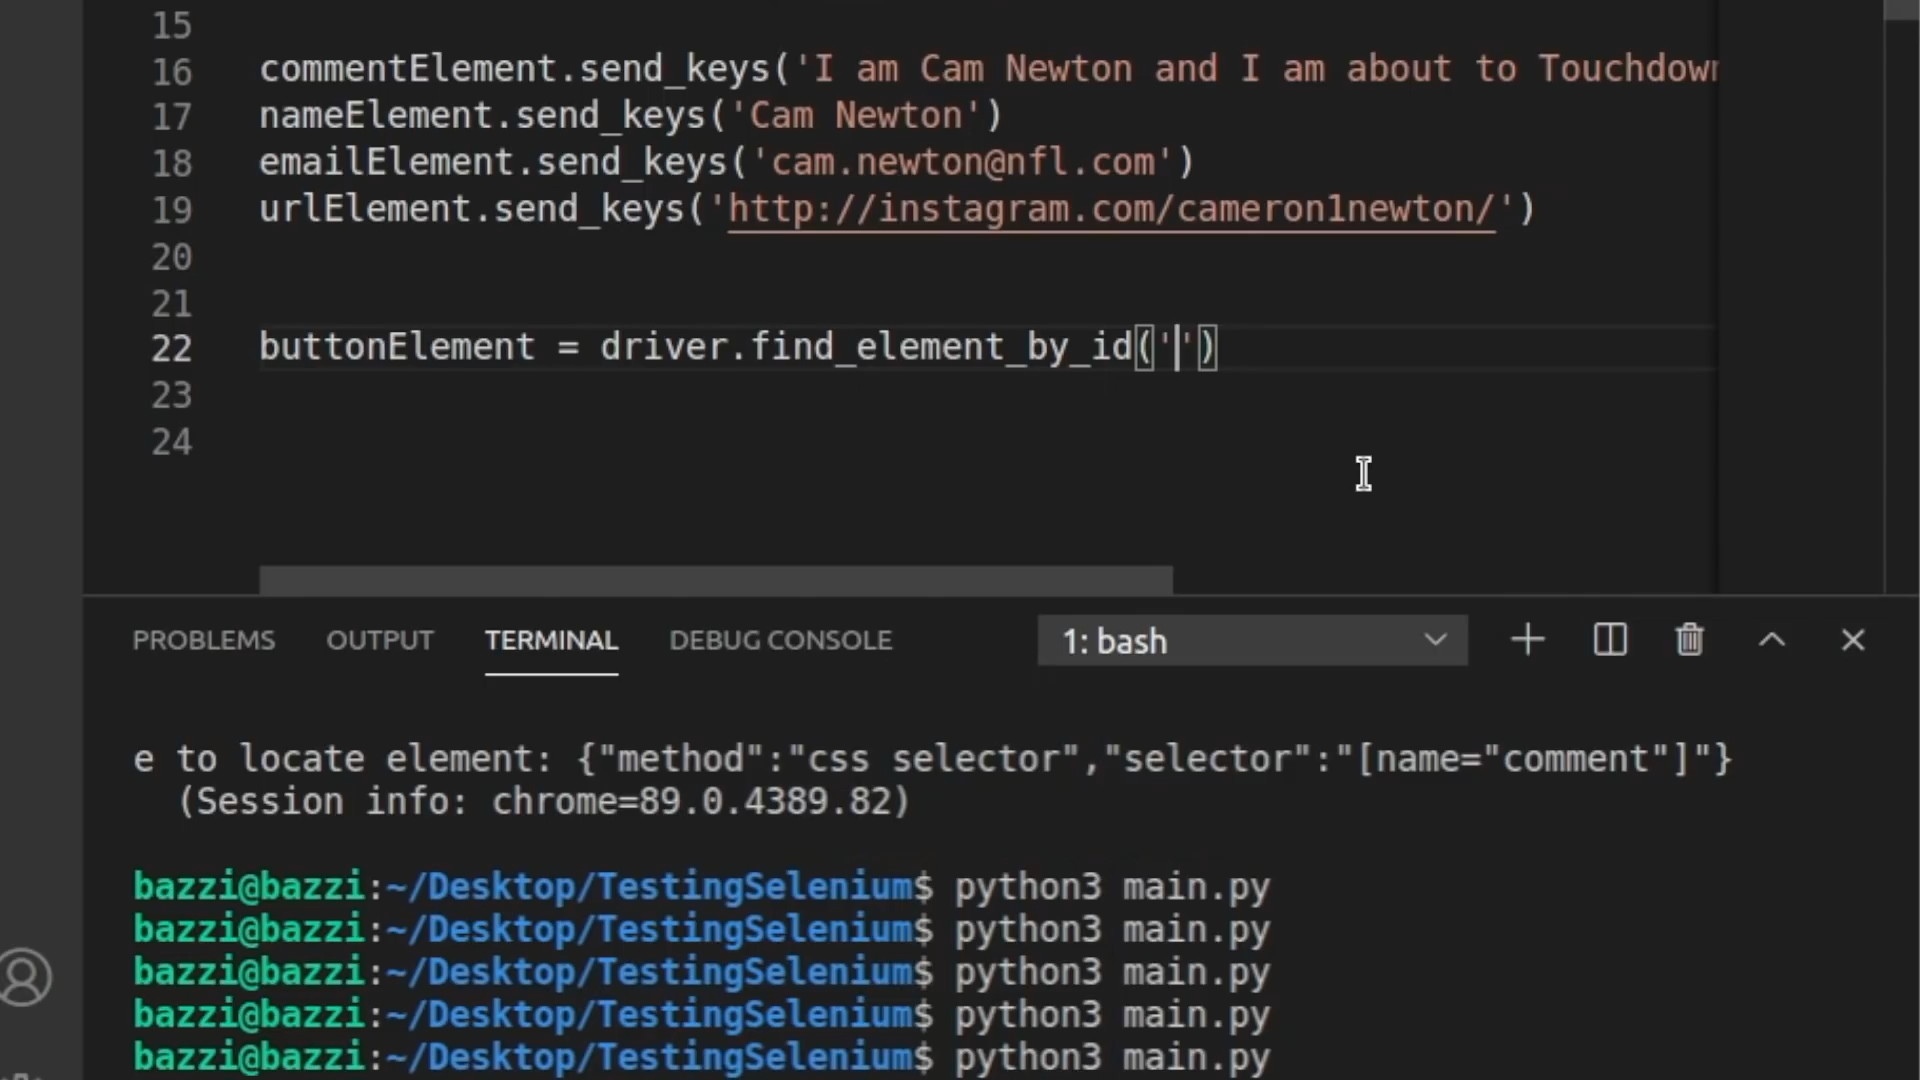 15
16 commentElement.send_keys('I am Cam Newton and I am about to Touchdown
17 nameElement.send_keys('Cam Newton')
18 emailElement.send_keys('cam.newton@nfl.com')
19 urlElement.send_keys('http://instagram.com/cameron1newton/')
20
21
22 buttonElement = driver.find_element_by_id('')
23
24
PROBLEMS OUTPUT TERMINAL DEBUG CONSOLE 1: bash
e to locate element: {"method":"css selector","selector":"[name="comment"]"}
(Session info: chrome=89.0.4389.82)
bazzi@bazzi:~/Desktop/TestingSelenium$ python3 main.py
bazzi@bazzi:~/Desktop/TestingSelenium$ python3 main.py
bazzi@bazzi:~/Desktop/TestingSelenium$ python3 main.py
bazzi@bazzi:~/Desktop/TestingSelenium$ python3 main.py
bazzi@bazzi:~/Desktop/TestingSelenium$ python3 main.py